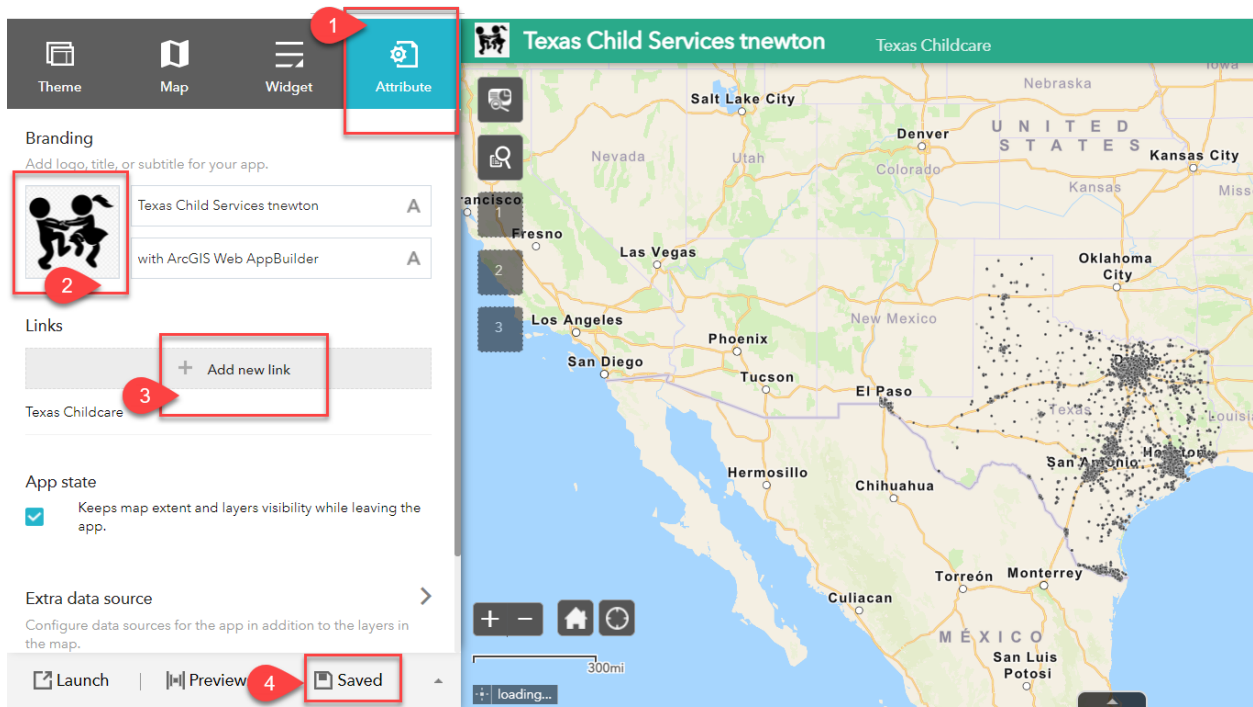 1
Theme
Map
Widget
Attribute
Branding
Add logo, title, or subtitle for your app.
Texas Child Services tnewton
A
with ArcGIS Web AppBuilder
A
2
Links
+ Add new link
3
Texas Childcare
App state
Keeps map extent and layers visibility while leaving the
app.
Extra data source
Configure data sources for the app in addition to the layers in
the map.
Launch
Preview
4
Saved
Texas Child Services tnewton
Texas Childcare
Iowa
Nebraska
Salt Lake City
UNITED
STATES
Denver
Kansas City
Nevada
Utah
Colorado
Kansas
Miss
ancisco
1
Fresno
Las Vegas
Oklahoma
City
2
Los Angeles
3
New Mexico
Phoenix
San Diego
Tucson
El Paso
Texas
Louisi
San Antonio
Houston
Hermosillo
Chihuahua
Torreón
Monterrey
Culiacan
+
−
MÉXICO
San Luis
Potosi
300mi
loading...